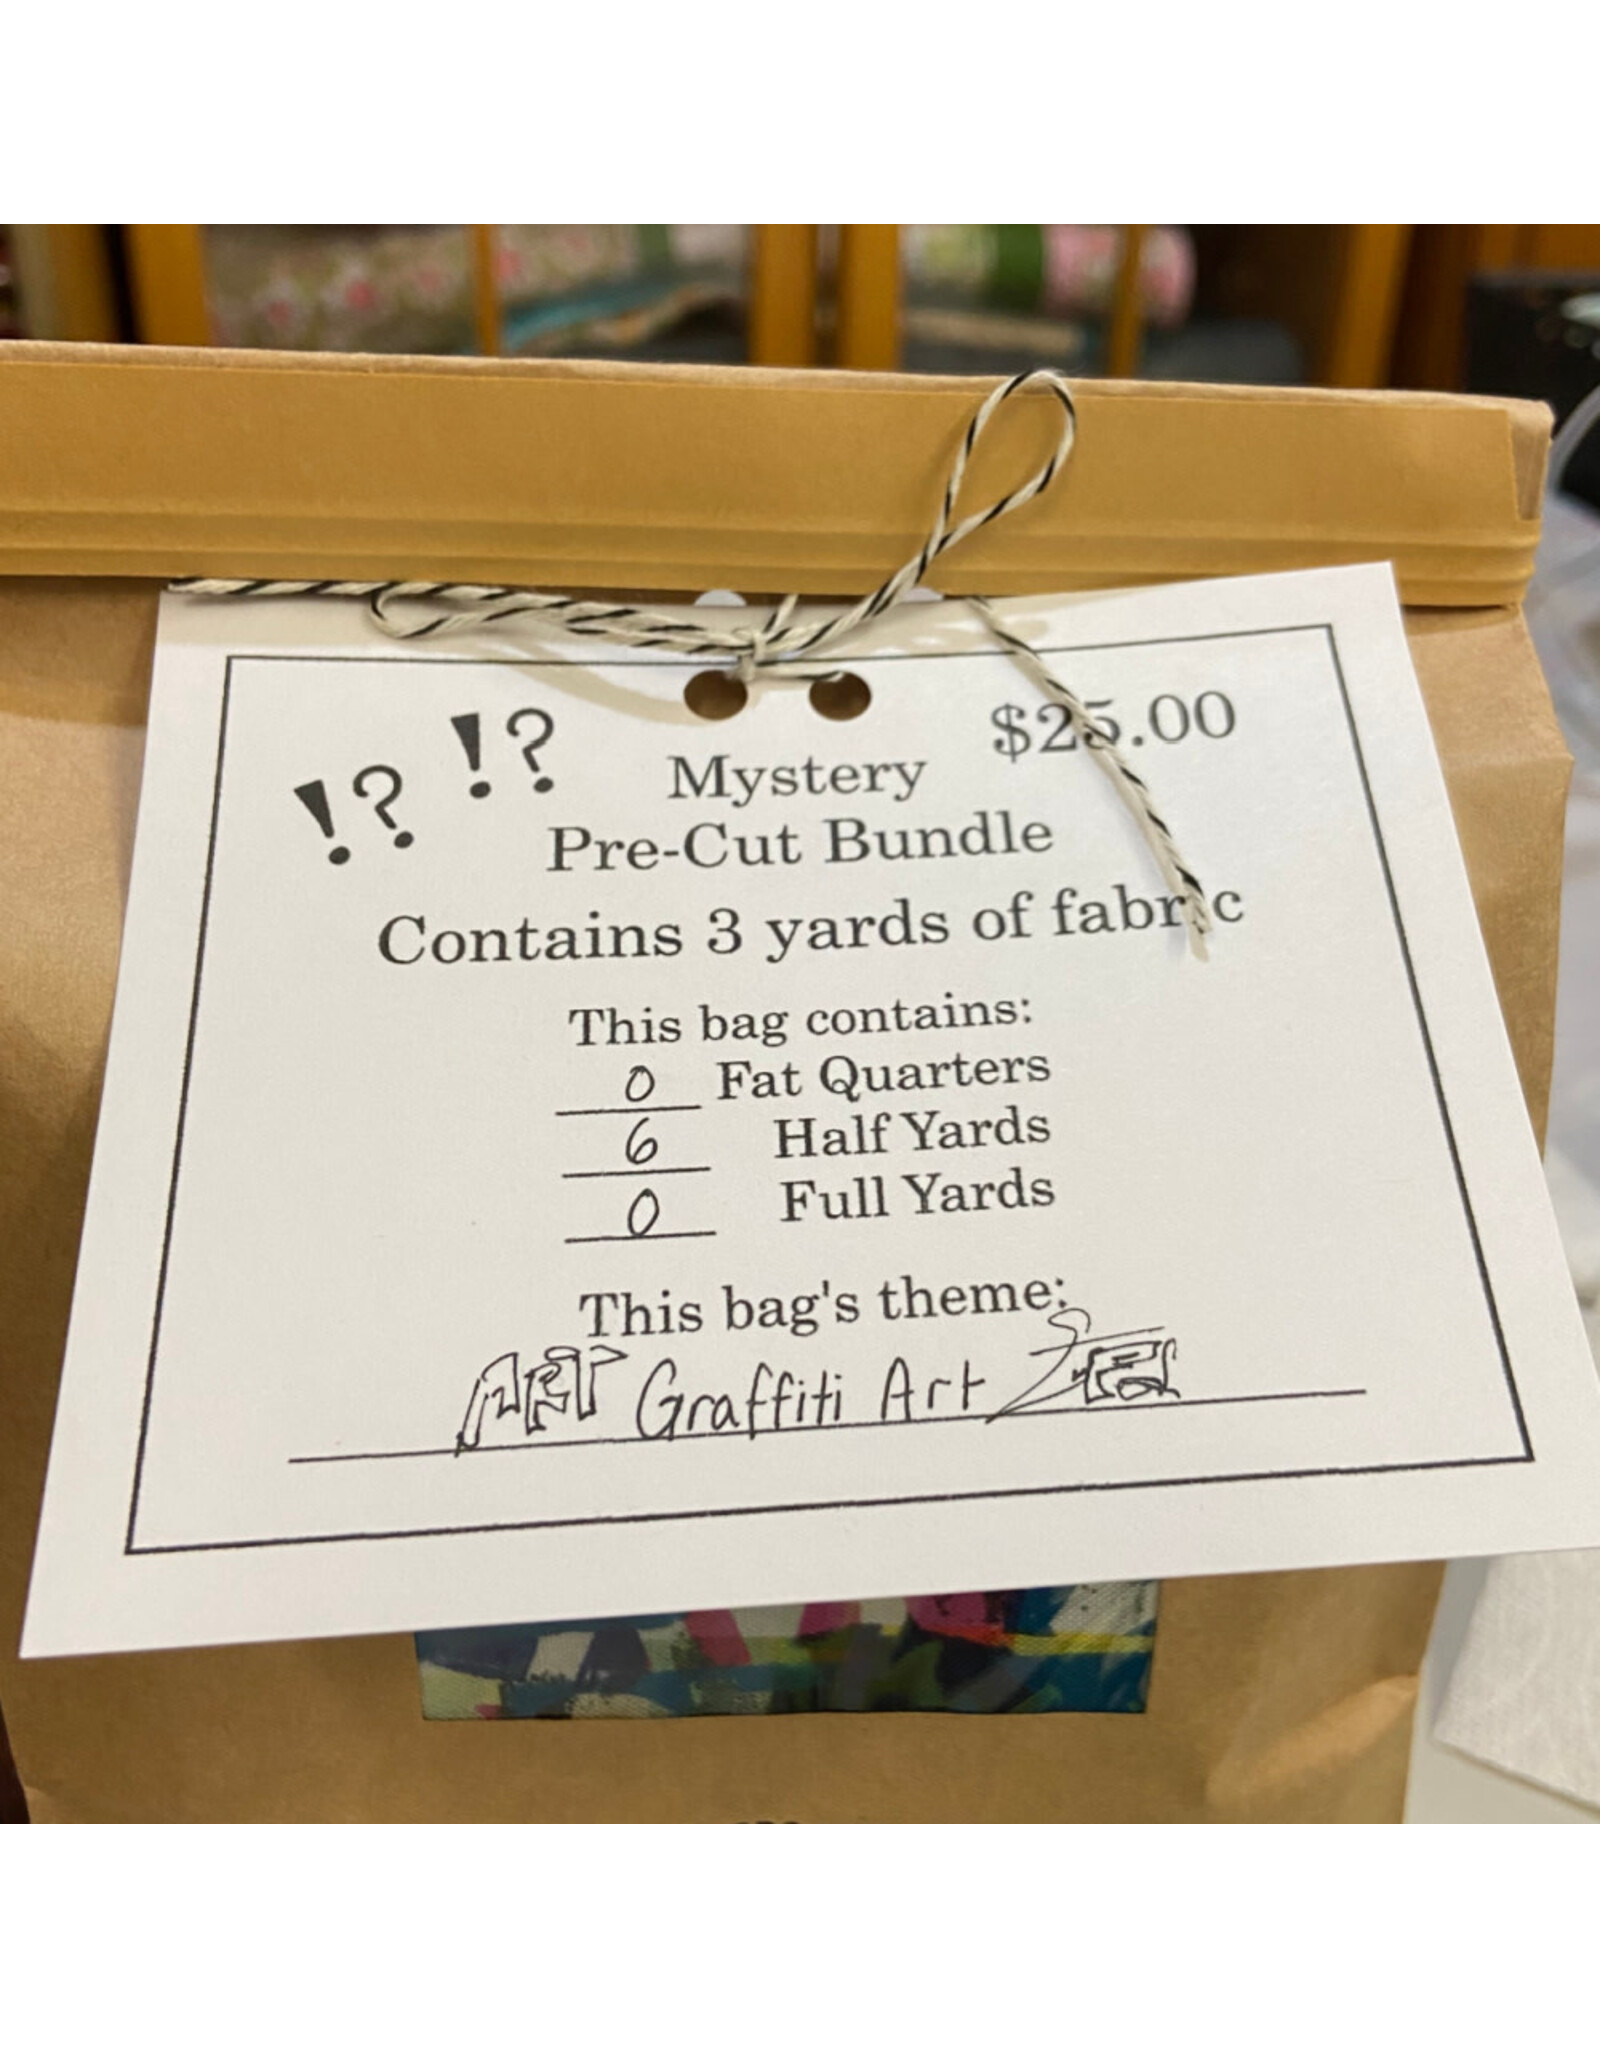 !? !? $25.00
Mystery
Pre-Cut Bundle
Contains 3 yards of fabric
This bag contains:
0 Fat Quarters
6 Half Yards
0 Full Yards
This bag's theme:
ART Graffiti Art